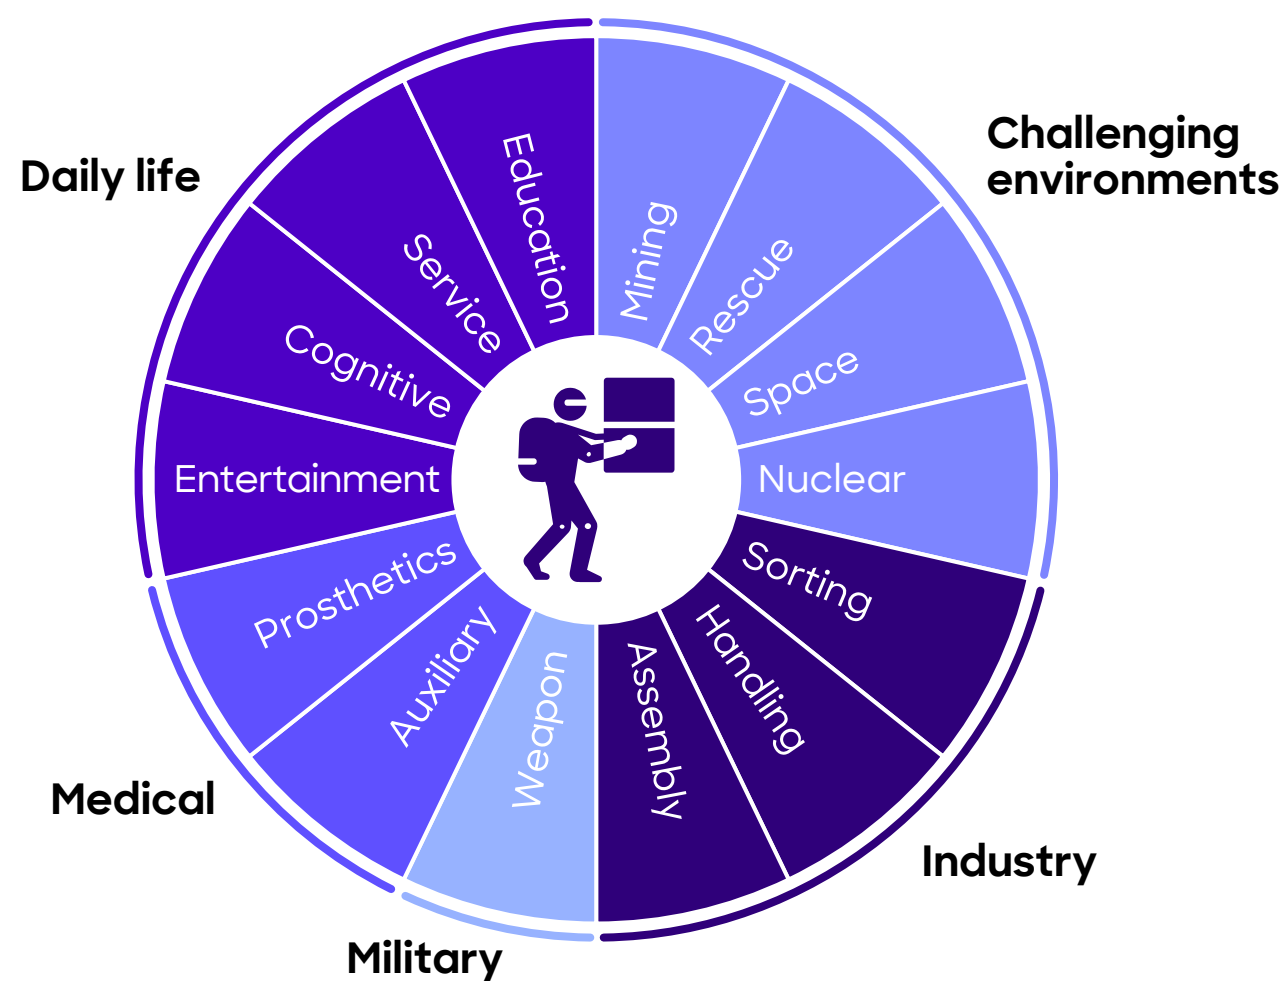 Challenging
environments
Daily life
Education
Mining
Service
Rescue
Cognitive
Space
Entertainment
Nuclear
Prosthetics
Sorting
Auxiliary
Handling
Weapon
Assembly
Medical
Industry
Military